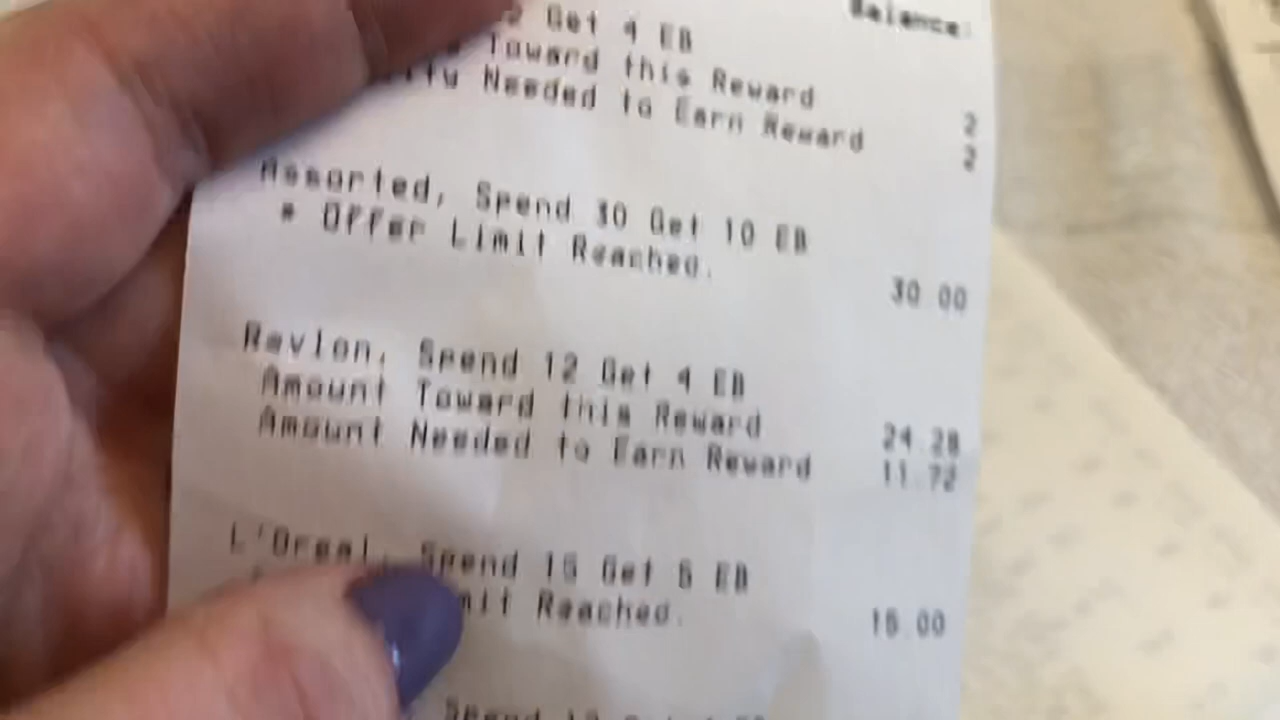 Balance:
Get 4 EB
Toward this Reward 2
Needed to Earn Reward 2
Assorted, Spend 30 Get 10 EB
* Offer Limit Reached. 30.00
Revlon, Spend 12 Get 4 EB
Amount Toward this Reward 24.28
Amount Needed to Earn Reward 11.72
L'Oreal, Spend 15 Get 5 EB
Reached. 15.00
Spend